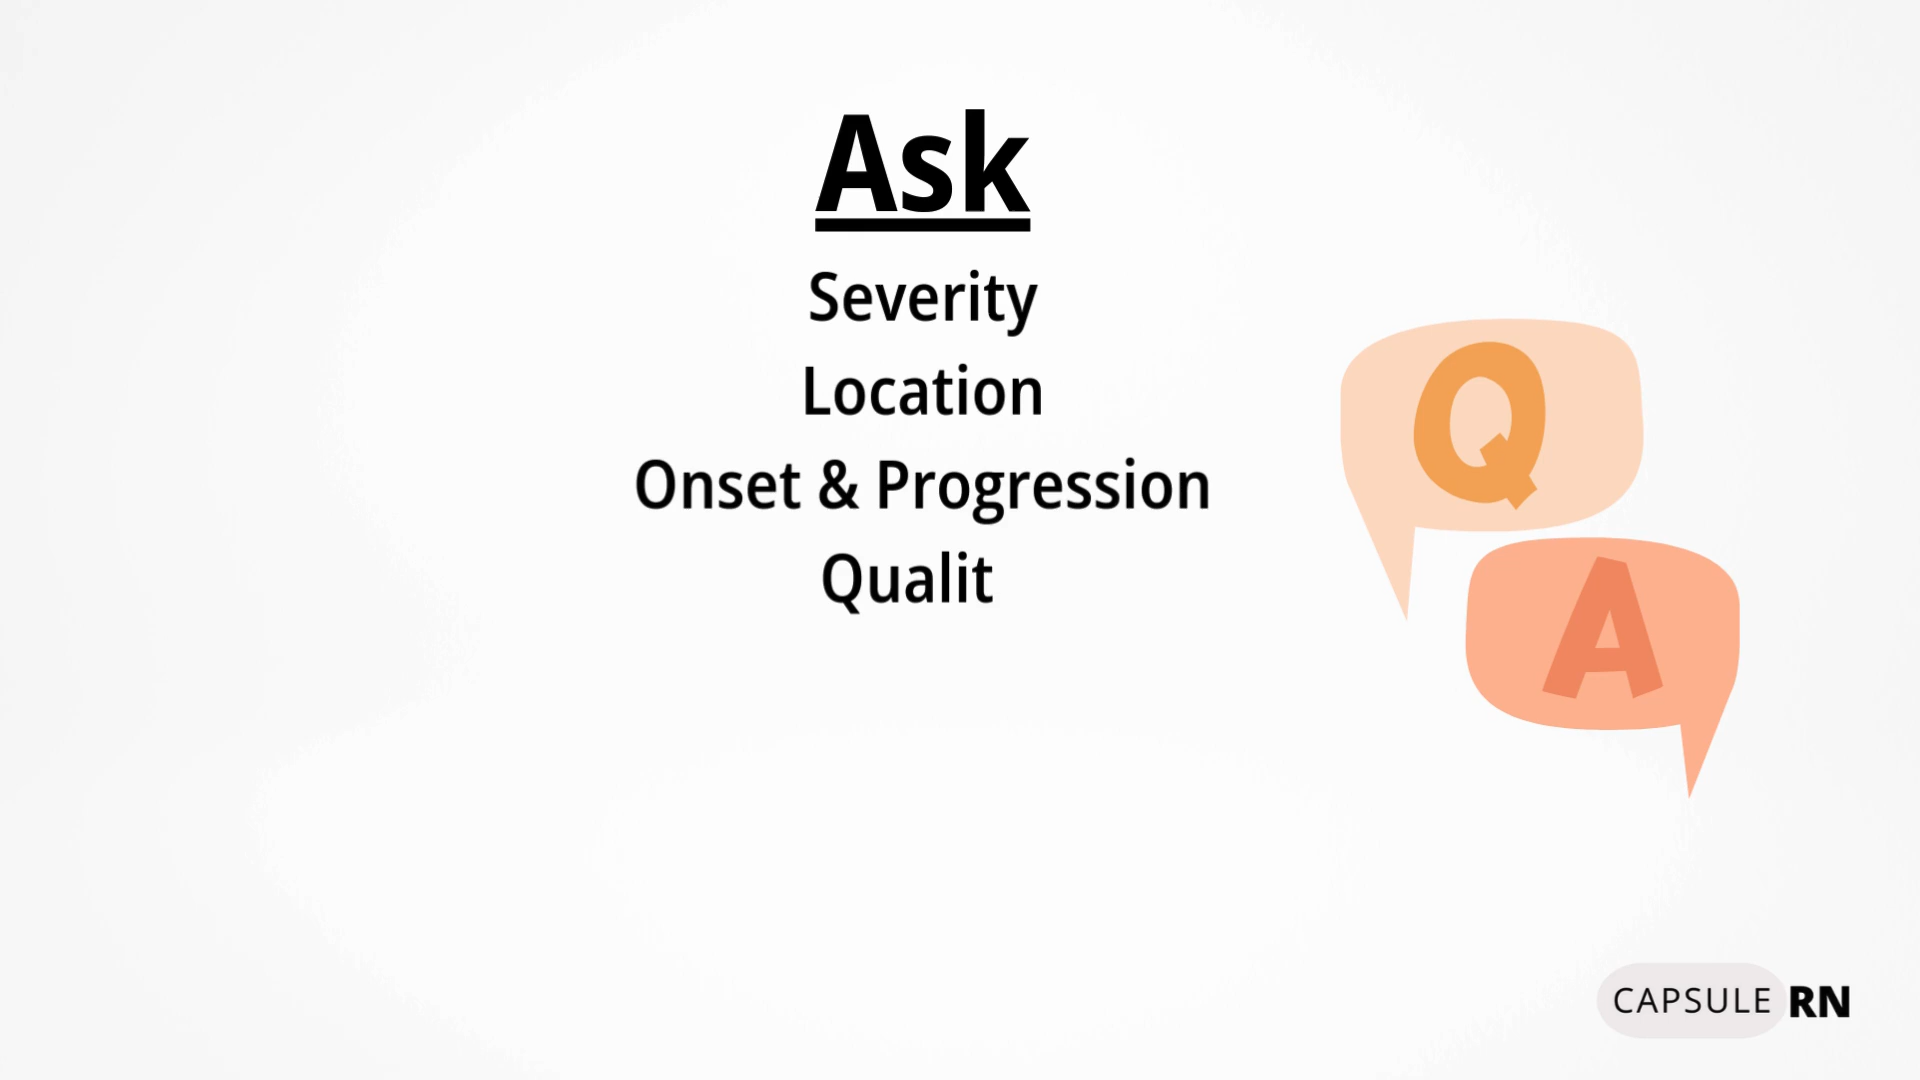 Ask
Severity
Location
Onset & Progression
Qualit
Q
A
CAPSULE RN